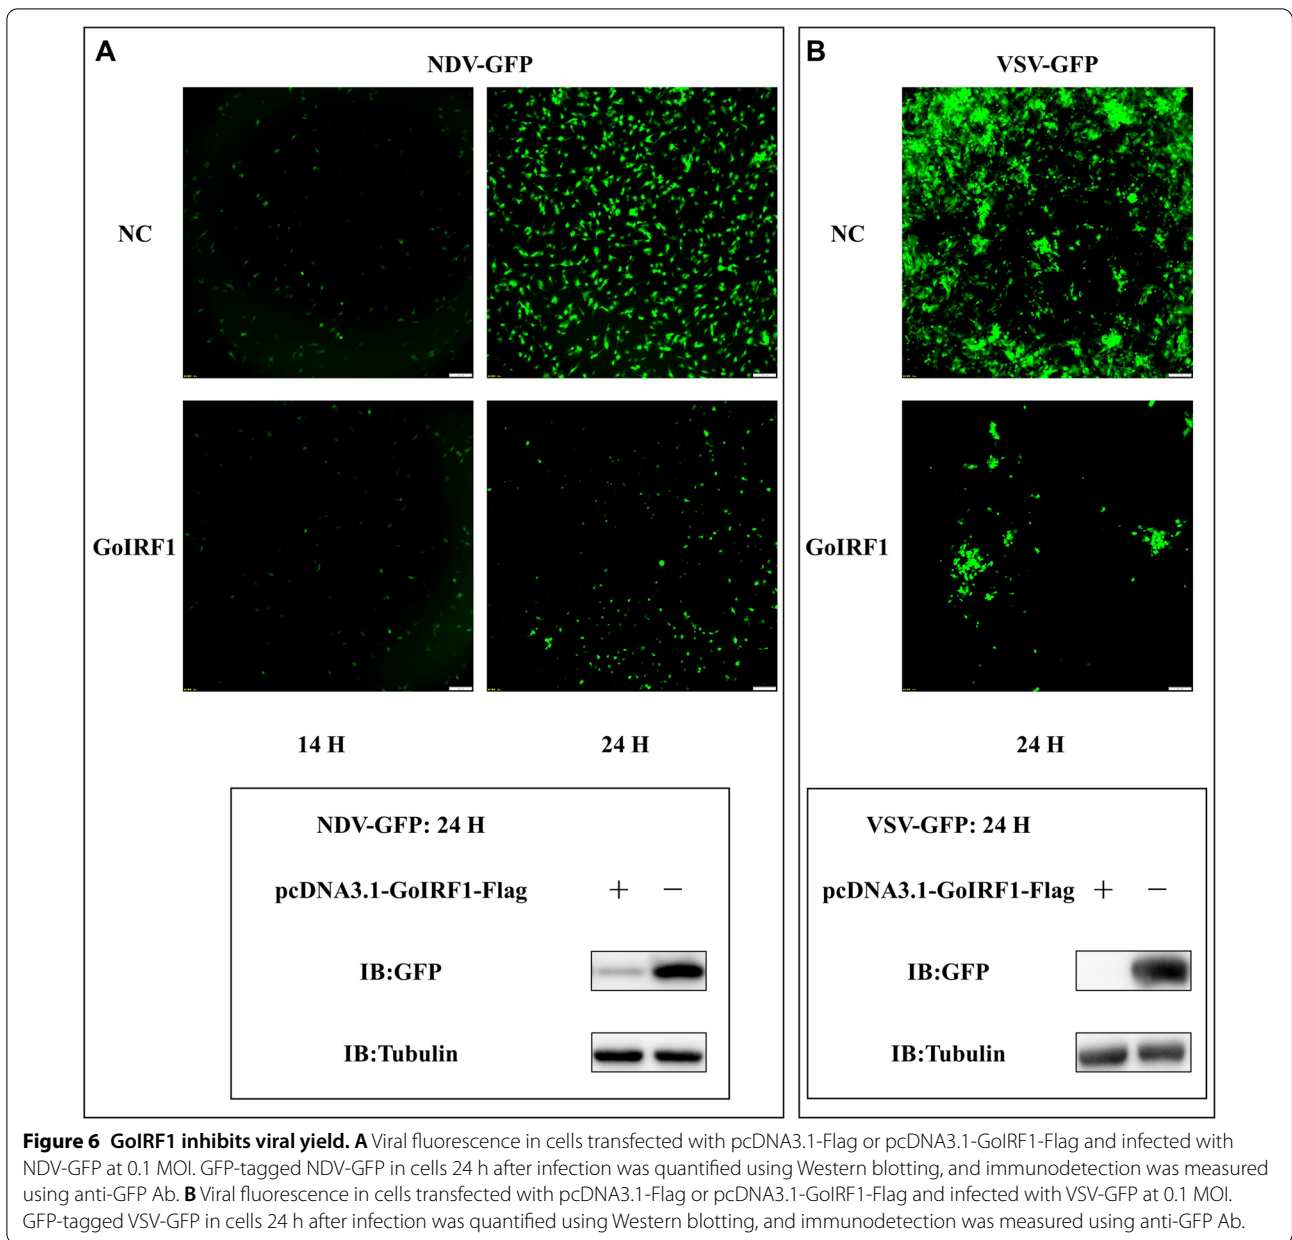 A
NDV-GFP
NC
GoIRF1
14 H
24 H
NDV-GFP: 24 H
pcDNA3.1-GoIRF1-Flag + −
IB:GFP
IB:Tubulin
B
VSV-GFP
NC
GoIRF1
24 H
VSV-GFP: 24 H
pcDNA3.1-GoIRF1-Flag + −
IB:GFP
IB:Tubulin
Figure 6 GoIRF1 inhibits viral yield. A Viral fluorescence in cells transfected with pcDNA3.1-Flag or pcDNA3.1-GoIRF1-Flag and infected with
NDV-GFP at 0.1 MOI. GFP-tagged NDV-GFP in cells 24 h after infection was quantified using Western blotting, and immunodetection was measured
using anti-GFP Ab. B Viral fluorescence in cells transfected with pcDNA3.1-Flag or pcDNA3.1-GoIRF1-Flag and infected with VSV-GFP at 0.1 MOI.
GFP-tagged VSV-GFP in cells 24 h after infection was quantified using Western blotting, and immunodetection was measured using anti-GFP Ab.